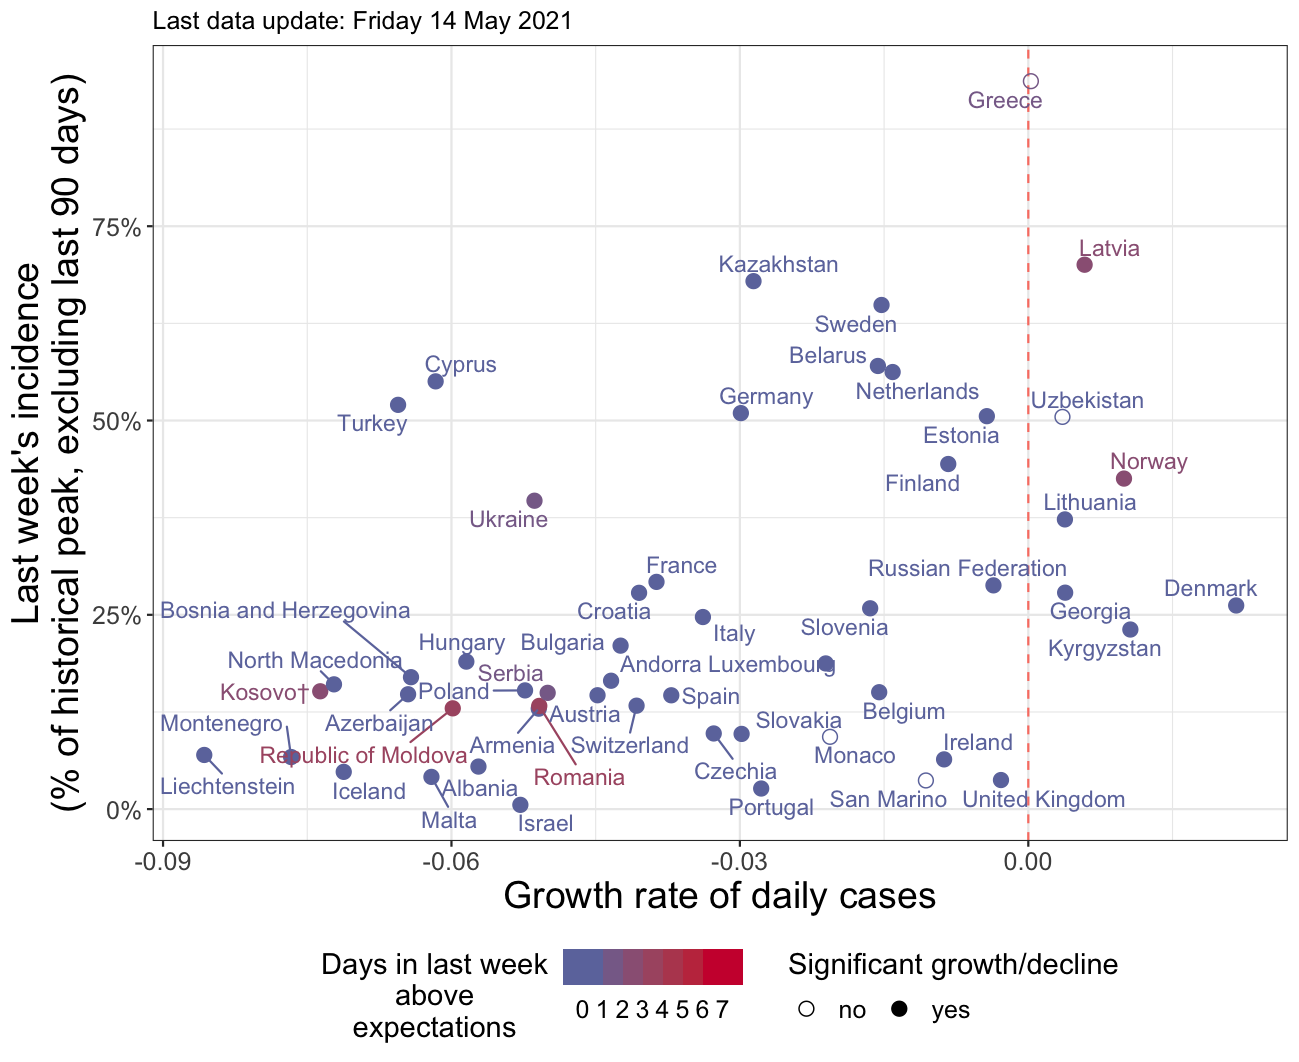 Last data update: Friday 14 May 2021
Last week's incidence
(% of historical peak, excluding last 90 days)
75%
50%
25%
0%
Greece
Latvia
Kazakhstan
Sweden
Belarus
Netherlands
Cyprus
Turkey
Germany
Uzbekistan
Estonia
Norway
Finland
Lithuania
Ukraine
France
Russian Federation
Denmark
Croatia
Georgia
Bosnia and Herzegovina
Slovenia
Italy
Hungary
Bulgaria
Kyrgyzstan
North Macedonia
Andorra
Luxembourg
Serbia
Kosovo†
Poland
Spain
Montenegro
Azerbaijan
Austria
Slovakia
Belgium
Armenia
Switzerland
Republic of Moldova
Monaco
Ireland
Romania
Czechia
Liechtenstein
Iceland
Albania
San Marino
United Kingdom
Portugal
Malta
Israel
-0.09
-0.06
-0.03
0.00
Growth rate of daily cases
Days in last week
above
expectations
0 1 2 3 4 5 6 7
Significant growth/decline
no
yes